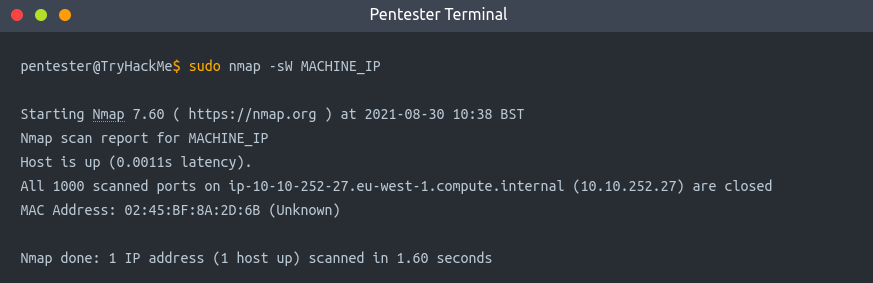 Pentester Terminal
pentester@TryHackMe$ sudo nmap -sW MACHINE_IP
Starting Nmap 7.60 ( https://nmap.org ) at 2021-08-30 10:38 BST
Nmap scan report for MACHINE_IP
Host is up (0.0011s latency).
All 1000 scanned ports on ip-10-10-252-27.eu-west-1.compute.internal (10.10.252.27) are closed
MAC Address: 02:45:BF:8A:2D:6B (Unknown)
Nmap done: 1 IP address (1 host up) scanned in 1.60 seconds